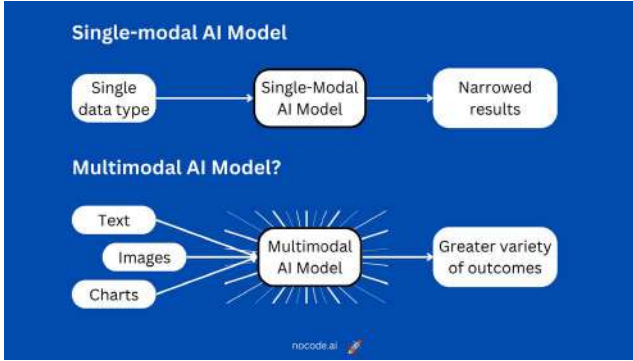 Single-modal AI Model
Single
data type
Single-Modal
AI Model
Narrowed
results
Multimodal AI Model?
Text
Images
Charts
Multimodal
AI Model
Greater variety
of outcomes
nocode.ai